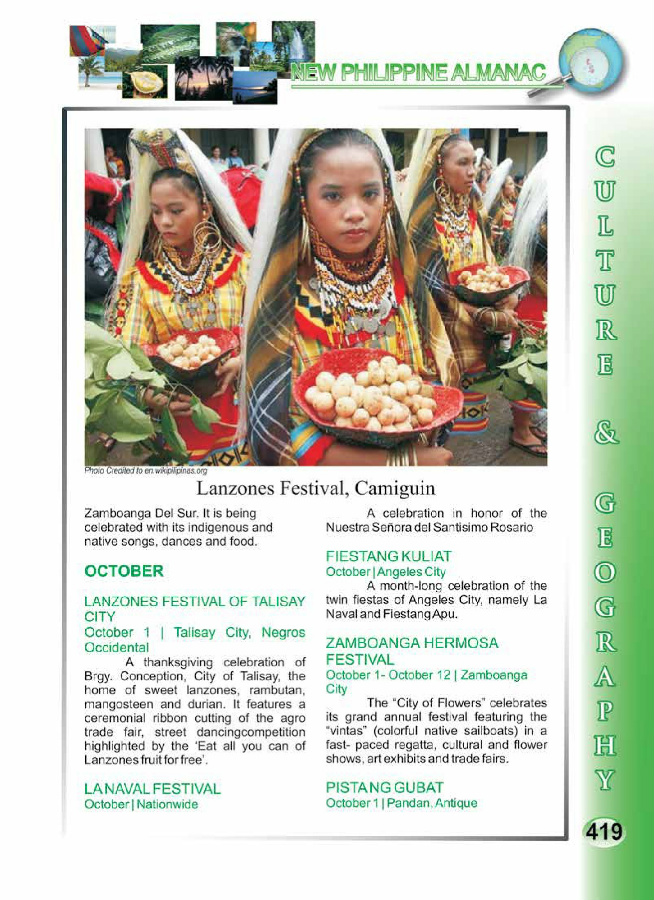 NEW PHILIPPINE ALMANAC
Photo Credited to en.wikipilipinas.org
Lanzones Festival, Camiguin
Zamboanga Del Sur. It is being
celebrated with its indigenous and
native songs, dances and food.
OCTOBER
LANZONES FESTIVAL OF TALISAY
CITY
October 1 | Talisay City, Negros
Occidental
A thanksgiving celebration of
Brgy. Conception, City of Talisay, the
home of sweet lanzones, rambutan,
mangosteen and durian. It features a
ceremonial ribbon cutting of the agro
trade fair, street dancingcompetition
highlighted by the ‘Eat all you can of
Lanzones fruit for free’.
LA NAVAL FESTIVAL
October | Nationwide
A celebration in honor of the
Nuestra Señora del Santisimo Rosario
FIESTANG KULIAT
October | Angeles City
A month-long celebration of the
twin fiestas of Angeles City, namely La
Naval and Fiestang Apu.
ZAMBOANGA HERMOSA
FESTIVAL
October 1- October 12 | Zamboanga
City
The “City of Flowers” celebrates
its grand annual festival featuring the
“vintas” (colorful native sailboats) in a
fast- paced regatta, cultural and flower
shows, art exhibits and trade fairs.
PISTA NG GUBAT
October 1 | Pandan, Antique
CULTURE & GEOGRAPHY
419